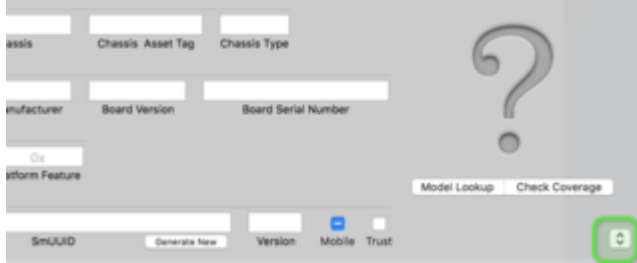 assis Chassis Asset Tag Chassis Type
anufacturer Board Version Board Serial Number
0x
atform Feature
Model Lookup Check Coverage
SmUUID Generate New Version Mobile Trust